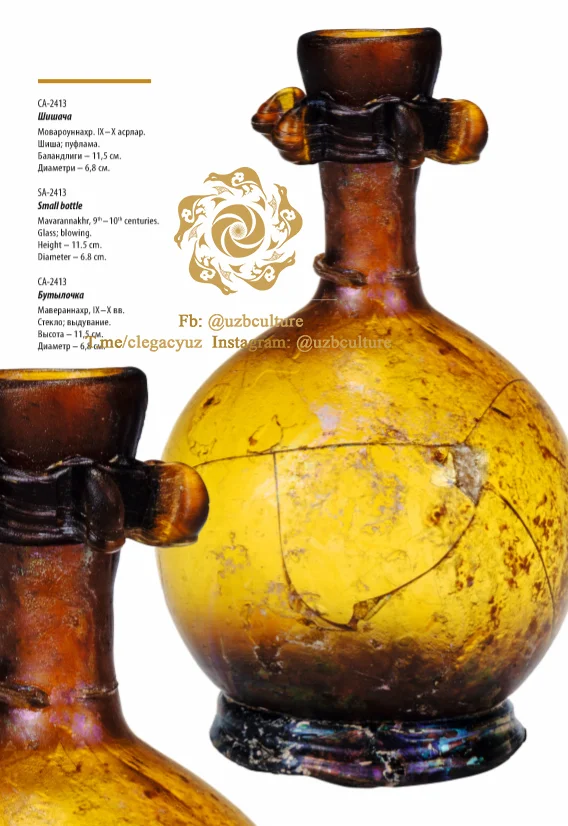 СА-2413
Шишача
Мовароуннахр. IX–X асрлар.
Шиша; пуфлама.
Баландлиги – 11,5 см.
Диаметри – 6,8 см.
SA-2413
Small bottle
Mavarannakhr, 9th–10th centuries.
Glass; blowing.
Height – 11.5 cm.
Diameter – 6.8 cm.
СА-2413
Бутылочка
Мавераннахр, IX–X вв.
Стекло; выдувание.
Высота – 11,5 см.
Диаметр – 6,8 см.
Fb: @uzbculture
T.me/clegacyuz Instagram: @uzbculture